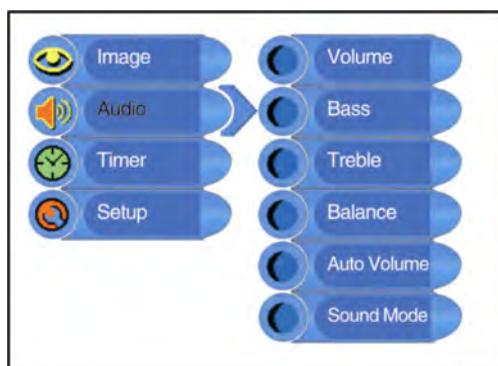 Image
Audio
Timer
Setup
Volume
Bass
Treble
Balance
Auto Volume
Sound Mode